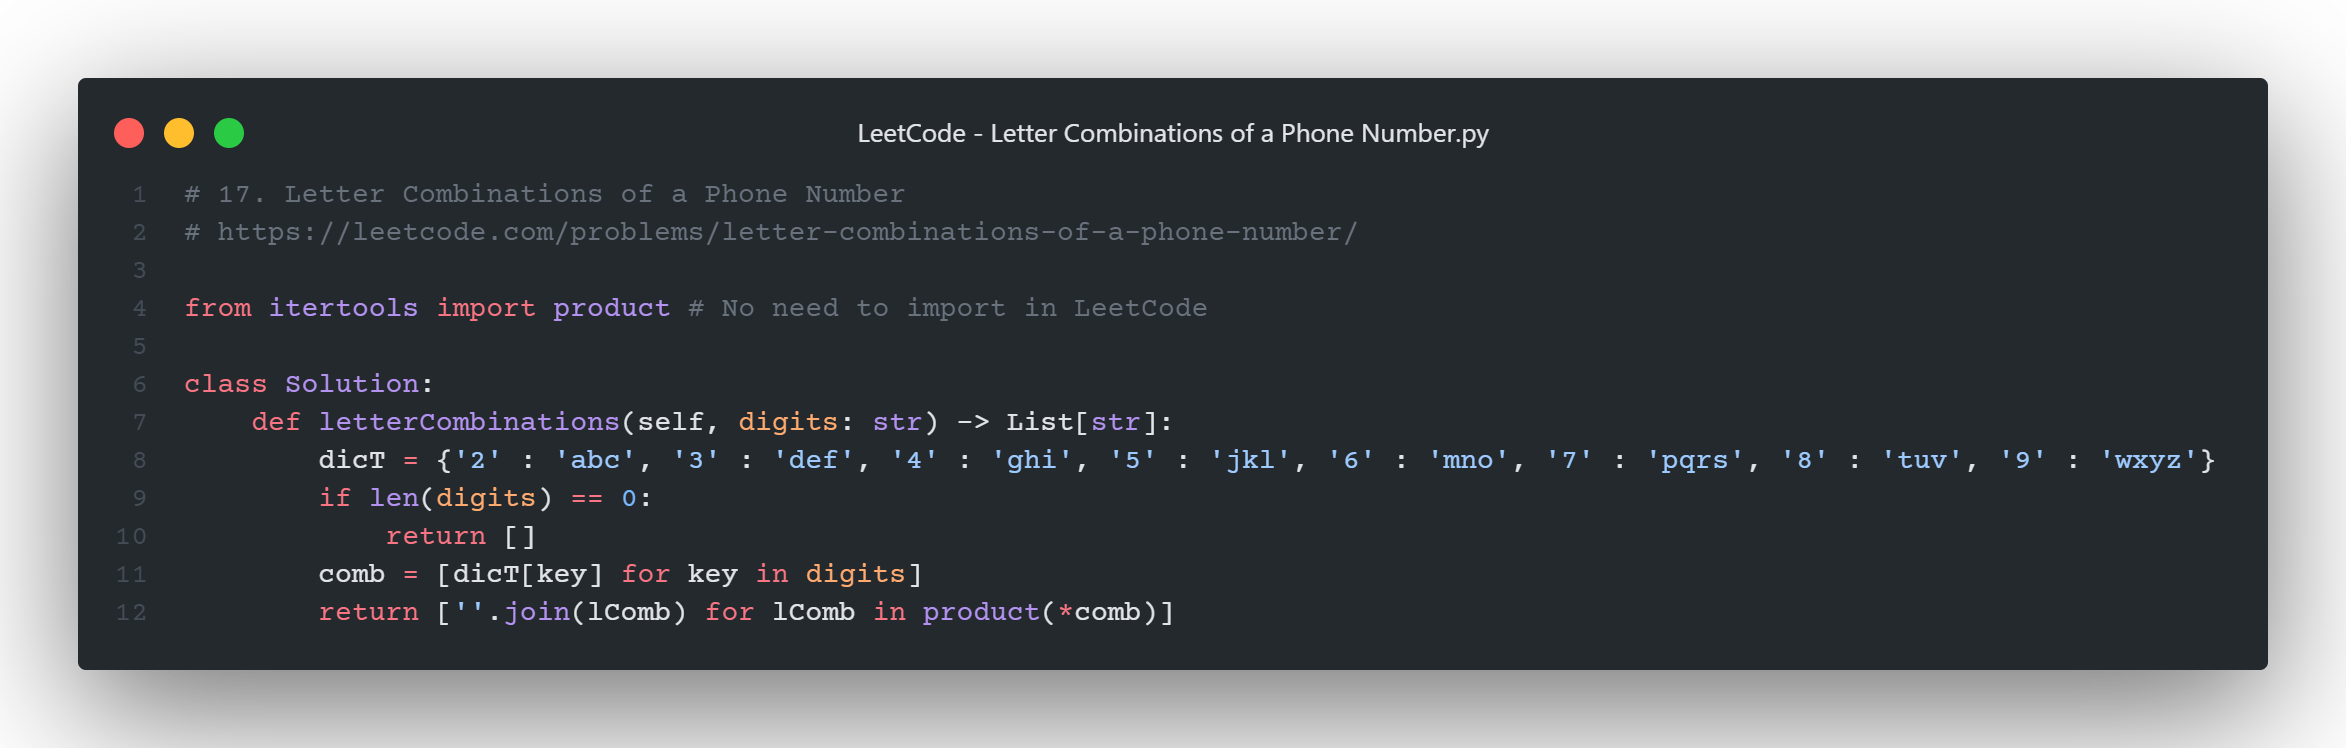 LeetCode - Letter Combinations of a Phone Number.py
1 # 17. Letter Combinations of a Phone Number
2 # https://leetcode.com/problems/letter-combinations-of-a-phone-number/
3
4 from itertools import product # No need to import in LeetCode
5
6 class Solution:
7     def letterCombinations(self, digits: str) -> List[str]:
8         dicT = {'2' : 'abc', '3' : 'def', '4' : 'ghi', '5' : 'jkl', '6' : 'mno', '7' : 'pqrs', '8' : 'tuv', '9' : 'wxyz'}
9         if len(digits) == 0:
10             return []
11         comb = [dicT[key] for key in digits]
12         return [''.join(lComb) for lComb in product(*comb)]